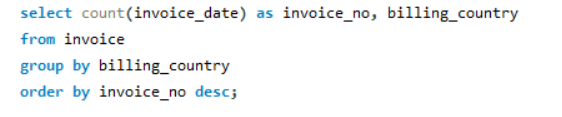 select count(invoice_date) as invoice_no, billing_country
from invoice
group by billing_country
order by invoice_no desc;